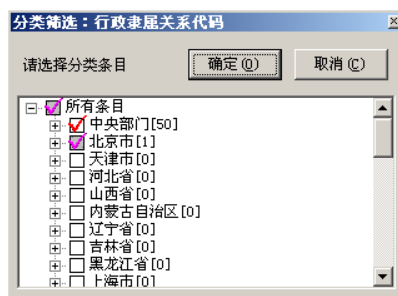 分类筛选：行政隶属关系代码
请选择分类条目
确定(O)
取消(C)
所有条目
中央部门[50]
北京市[1]
天津市[0]
河北省[0]
山西省[0]
内蒙古自治区[0]
辽宁省[0]
吉林省[0]
黑龙江省[0]
上海市[0]